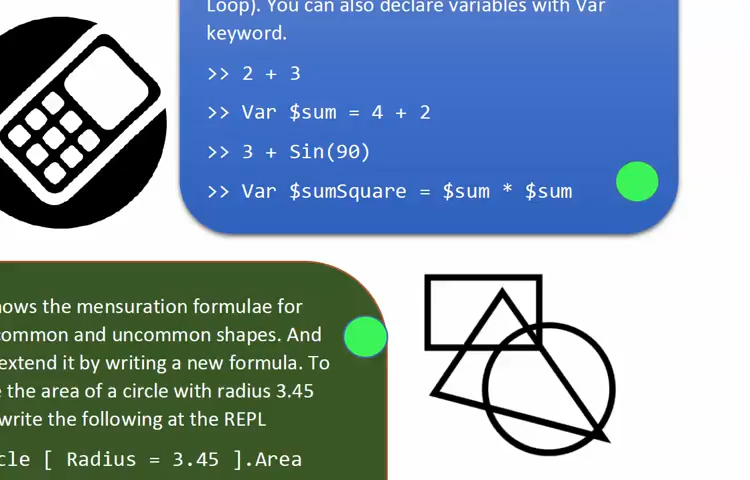 Loop). You can also declare variables with Var
keyword.
>> 2 + 3
>> Var $sum = 4 + 2
>> 3 + Sin(90)
>> Var $sumSquare = $sum * $sum
hows the mensuration formulae for
common and uncommon shapes. And
extend it by writing a new formula. To
the area of a circle with radius 3.45
write the following at the REPL
cle [ Radius = 3.45 ].Area